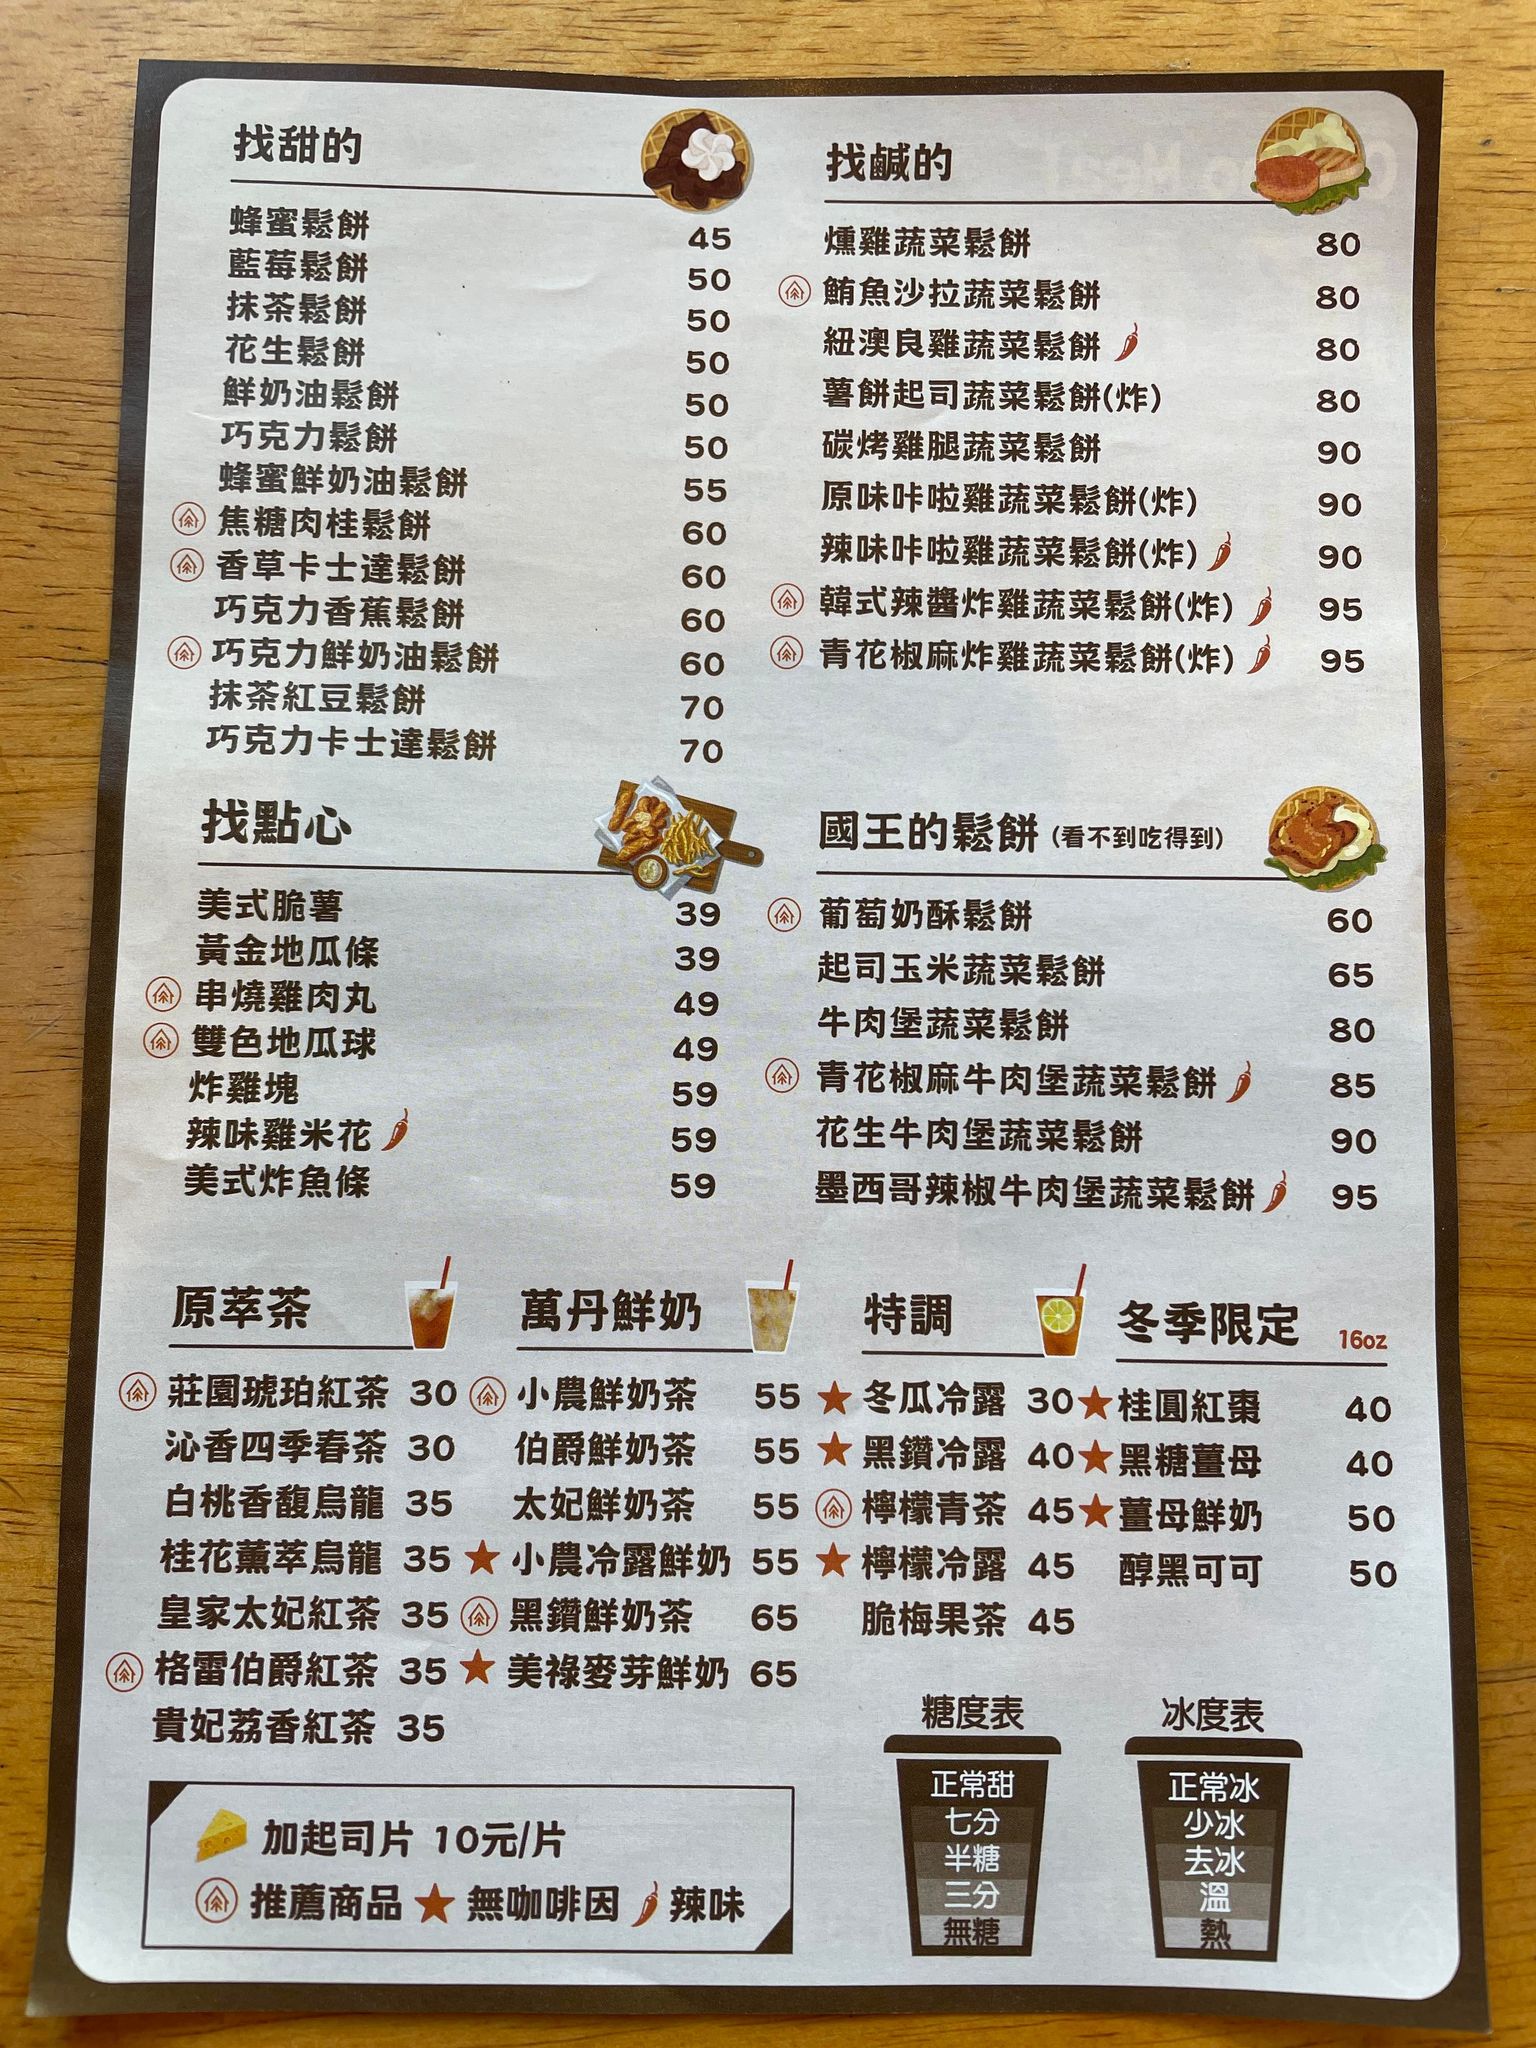 找甜的
蜂蜜鬆餅 45
藍莓鬆餅 50
抹茶鬆餅 50
花生鬆餅 50
鮮奶油鬆餅 50
巧克力鬆餅 50
蜂蜜鮮奶油鬆餅 55
焦糖肉桂鬆餅 60
香草卡士達鬆餅 60
巧克力香蕉鬆餅 60
巧克力鮮奶油鬆餅 60
抹茶紅豆鬆餅 70
巧克力卡士達鬆餅 70
找鹹的
燻雞蔬菜鬆餅 80
鮪魚沙拉蔬菜鬆餅 80
紐澳良雞蔬菜鬆餅 80
薯餅起司蔬菜鬆餅(炸) 80
碳烤雞腿蔬菜鬆餅 90
原味咔啦雞蔬菜鬆餅(炸) 90
辣味咔啦雞蔬菜鬆餅(炸) 90
韓式辣醬炸雞蔬菜鬆餅(炸) 95
青花椒麻炸雞蔬菜鬆餅(炸) 95
找點心
美式脆薯 39
黃金地瓜條 39
串燒雞肉丸 49
雙色地瓜球 49
炸雞塊 59
辣味雞米花 59
美式炸魚條 59
國王的鬆餅 (看不到吃得到)
葡萄奶酥鬆餅 60
起司玉米蔬菜鬆餅 65
牛肉堡蔬菜鬆餅 80
青花椒麻牛肉堡蔬菜鬆餅 85
花生牛肉堡蔬菜鬆餅 90
墨西哥辣椒牛肉堡蔬菜鬆餅 95
原萃茶
莊園琥珀紅茶 30
沁香四季春茶 30
白桃香馥烏龍 35
桂花薰萃烏龍 35
皇家太妃紅茶 35
格雷伯爵紅茶 35
貴妃荔香紅茶 35
萬丹鮮奶
小農鮮奶茶 55
伯爵鮮奶茶 55
太妃鮮奶茶 55
★ 小農冷露鮮奶 55
黑鑽鮮奶茶 65
★ 美祿麥芽鮮奶 65
特調
★ 冬瓜冷露 30
★ 黑鑽冷露 40
檸檬青茶 45
★ 檸檬冷露 45
脆梅果茶 45
冬季限定 16oz
★ 桂圓紅棗 40
★ 黑糖薑母 40
★ 薑母鮮奶 50
醇黑可可 50
糖度表
正常甜
七分
半糖
三分
無糖
冰度表
正常冰
少冰
去冰
溫
熱
加起司片 10元/片
推薦商品 ★ 無咖啡因 辣味